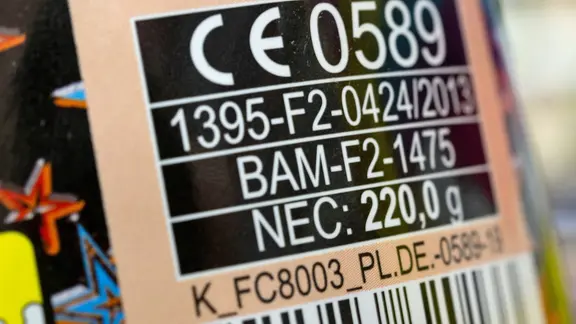 CE 0589
1395-F2-0424/2013
BAM-F2-1475
NEC: 220,0 g
K_FC8003_PL.DE.-0589-19